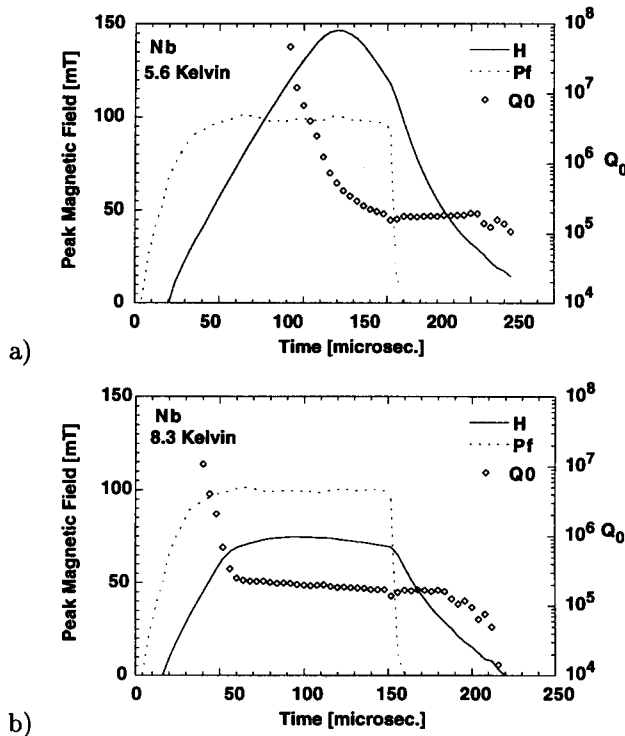 150
100
50
0
Peak Magnetic Field [mT]
Nb
5.6 Kelvin
H
Pf
Q0
10^8
10^7
10^6
10^5
10^4
Q_0
50 100 150 200 250
Time [microsec.]
a)
150
100
50
0
Peak Magnetic Field [mT]
Nb
8.3 Kelvin
H
Pf
Q0
10^8
10^7
10^6
10^5
10^4
Q_0
0 50 100 150 200 250
Time [microsec.]
b)